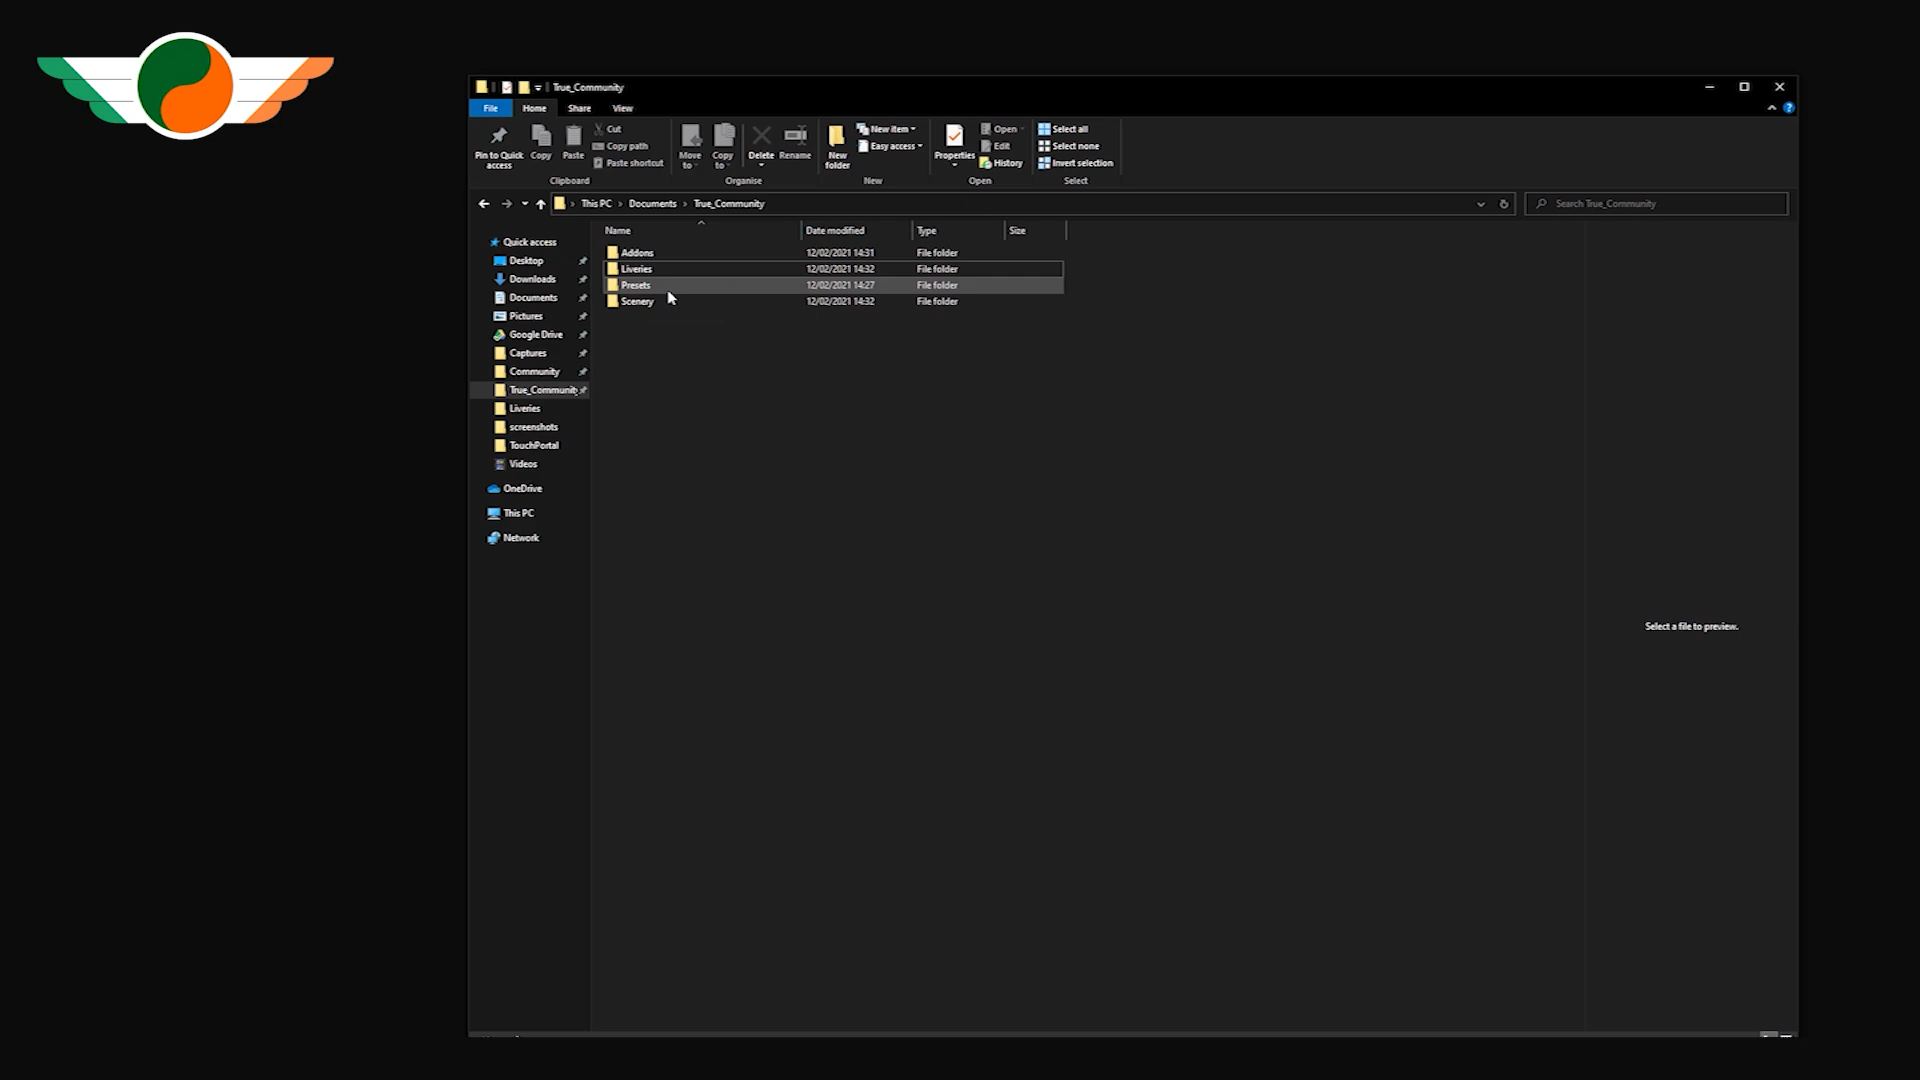 True_Community
File Home Share View
Pin to Quick access
Copy
Paste
Cut
Copy path
Paste shortcut
Clipboard
Move to
Copy to
Delete
Rename
Organise
New folder
New item
Easy access
New
Properties
Open
Edit
History
Open
Select all
Select none
Invert selection
Select
This PC > Documents > True_Community
Search True_Community
Quick access
Desktop
Downloads
Documents
Pictures
Google Drive
Captures
Community
True_Community
Liveries
screenshots
TouchPortal
Videos
OneDrive
This PC
Network
Name Date modified Type Size
Addons 12/02/2021 14:31 File folder
Liveries 12/02/2021 14:32 File folder
Presets 12/02/2021 14:27 File folder
Scenery 12/02/2021 14:32 File folder
Select a file to preview.